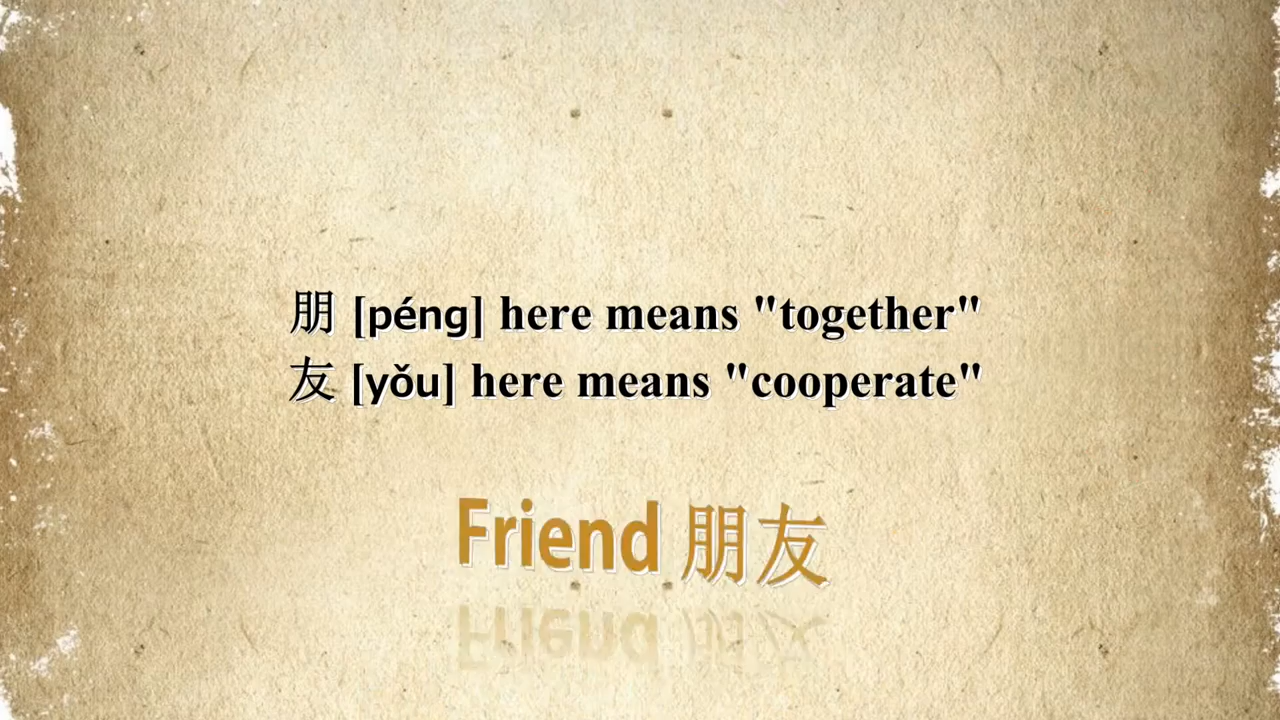 朋 [péng] here means "together"
友 [yǒu] here means "cooperate"
Friend 朋友